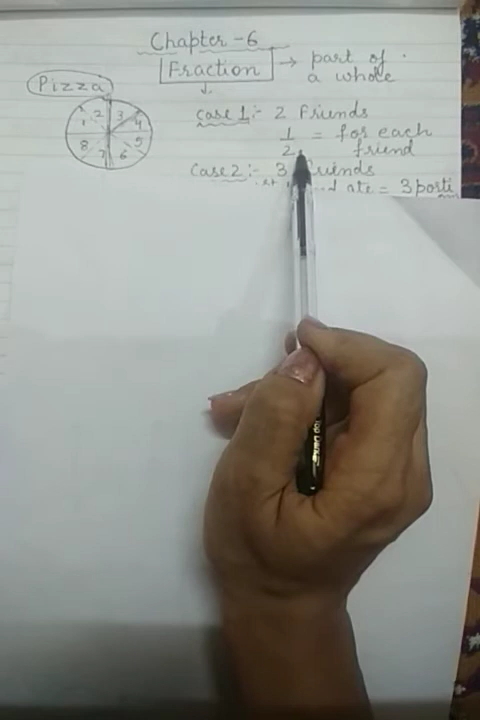 Chapter - 6
Fraction → part of a whole
Pizza
1 2 3 4 5 6 7 8
Case 1:- 2 Friends
1/2 = for each friend
Case 2:- 3 friends
ate = 3 parts